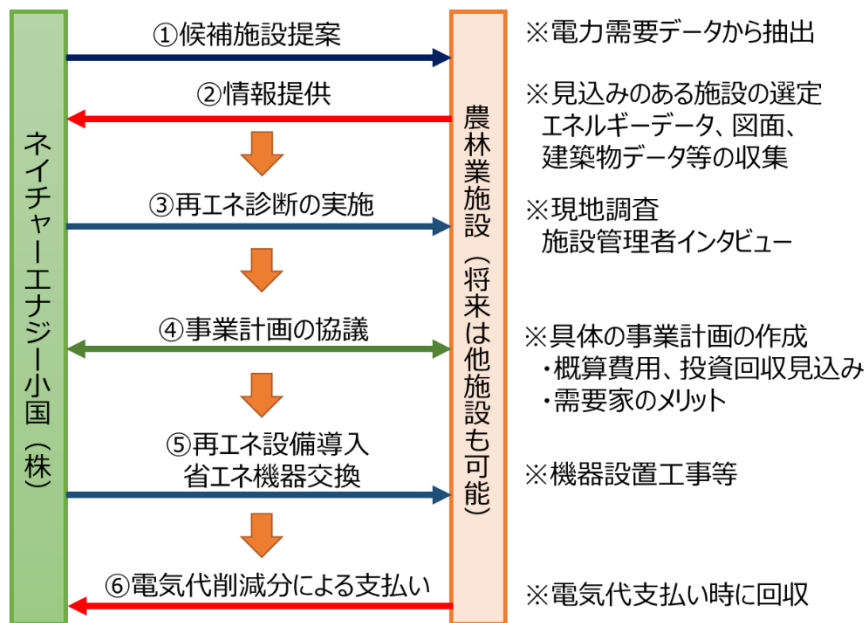 ネイチャーエナジー小国（株）
農林業施設（将来は他施設も可能）
①候補施設提案
※電力需要データから抽出
②情報提供
※見込みのある施設の選定
エネルギーデータ、図面、
建築物データ等の収集
③再エネ診断の実施
※現地調査
施設管理者インタビュー
④事業計画の協議
※具体の事業計画の作成
・概算費用、投資回収見込み
・需要家のメリット
⑤再エネ設備導入
省エネ機器交換
※機器設置工事等
⑥電気代削減分による支払い
※電気代支払い時に回収